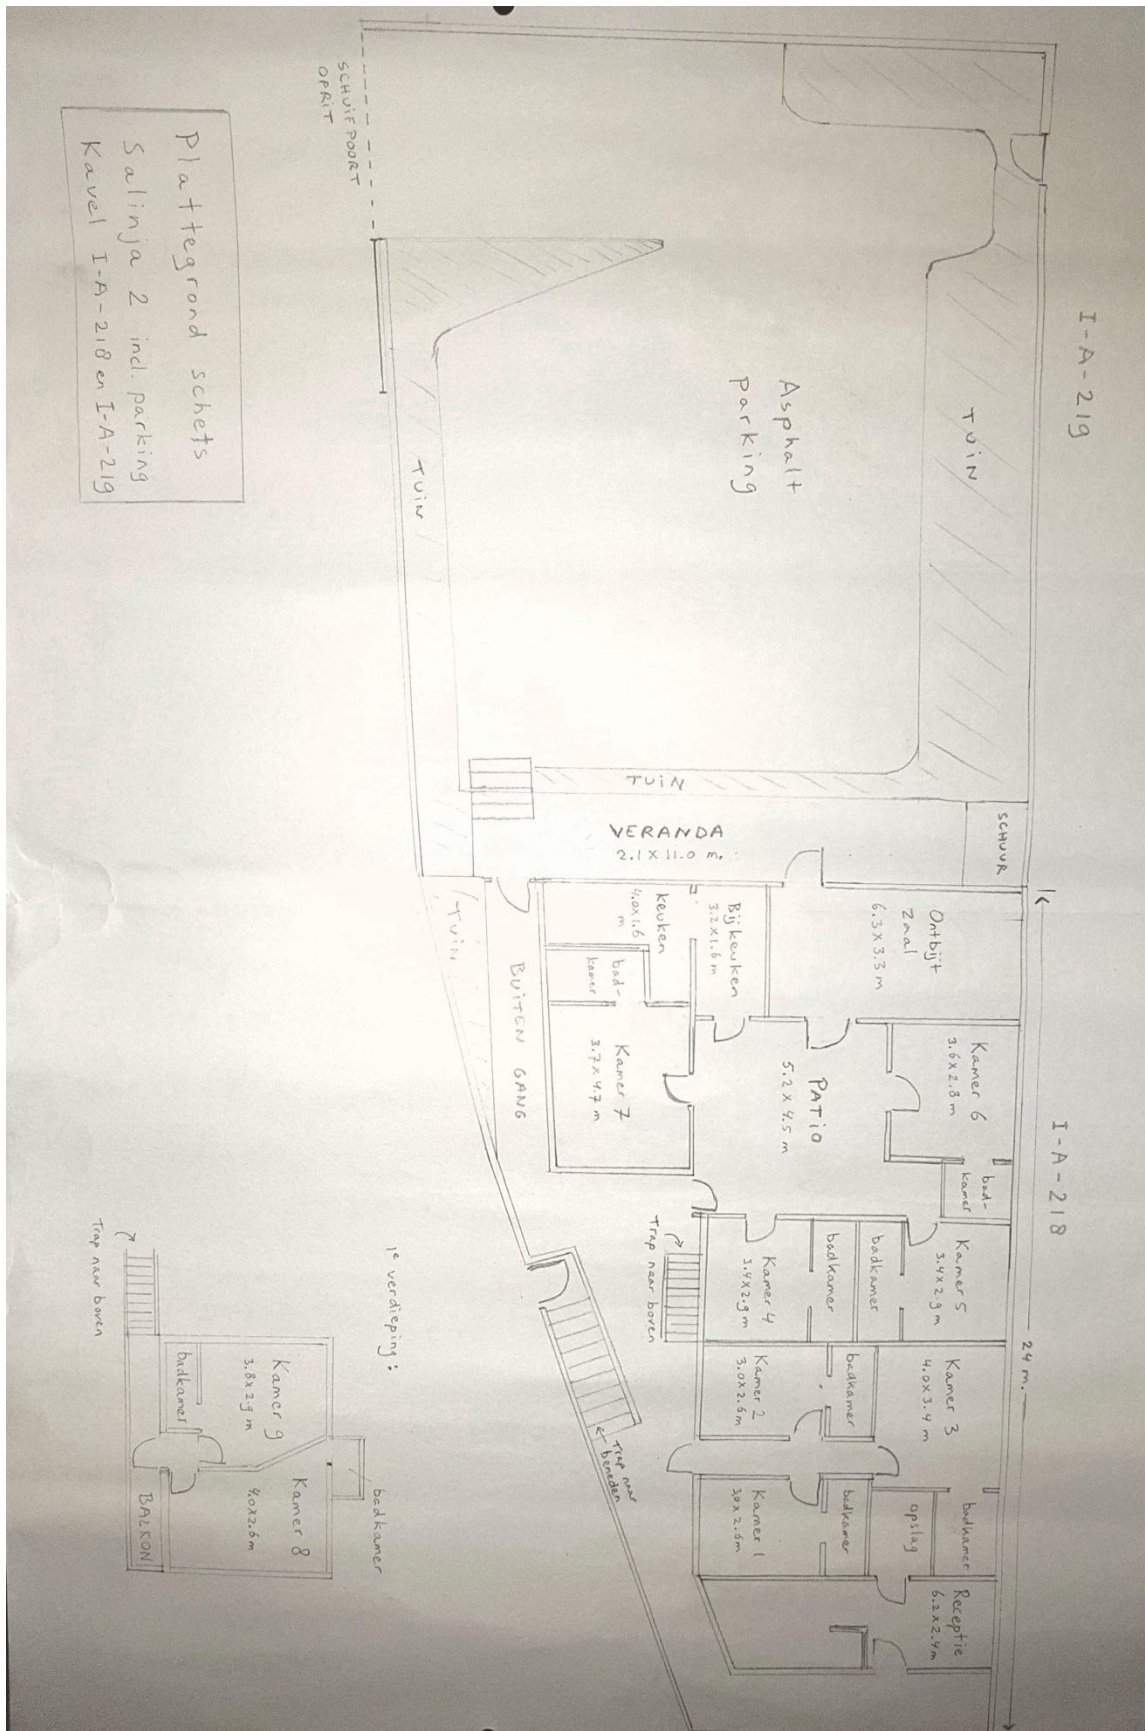 Plattegrond schets
Salinja 2 incl. parking
Kavel I-A-218 en I-A-219
SCHUIFPOORT
OPRIT
I-A-219
TUIN
Asphalt
parking
TUIN
TUIN
VERANDA
2.1 x 11.0 m.
SCHUUR
I-A-218
24 m.
Ontbijt
zaal
6.3 x 3.3 m
Bijkeuken
3.2 x 1.6 m
keuken
4.0 x 1.6
m
bad-
kamer
TUIN
BUITEN GANG
Kamer 7
3.7 x 4.7 m
PATIO
5.2 x 4.5 m
Kamer 6
3.6 x 2.8 m
bad-
kamer
Kamer 5
3.4 x 2.9 m
badkamer
badkamer
Kamer 4
3.4 x 2.9 m
Trap naar boven
Kamer 3
4.0 x 3.4 m
badkamer
Kamer 2
3.0 x 2.6 m
Trap naar
beneden
badkamer
opslag
badkamer
Kamer 1
3.0 x 2.6 m
Receptie
6.2 x 2.4 m
1e verdieping:
Trap naar boven
Kamer 9
3.8 x 2.9 m
badkamer
Kamer 8
4.0 x 2.6 m
badkamer
BALKON